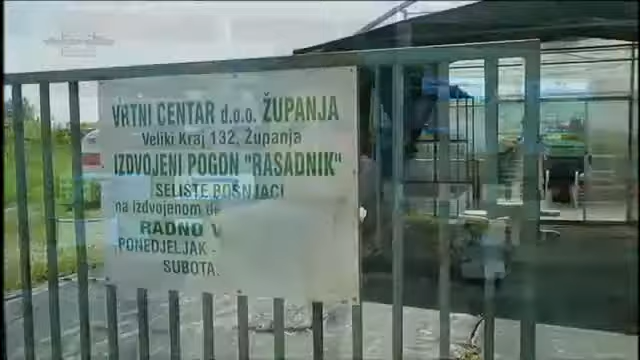 VRTNI CENTAR d.o.o. ŽUPANJA
Veliki Kraj 132, Županja
IZDVOJENI POGON "RASADNIK"
SELIŠTE BOŠNJACI
na izdvojenom
RADNO V
PONEDJELJAK -
SUBOTA.